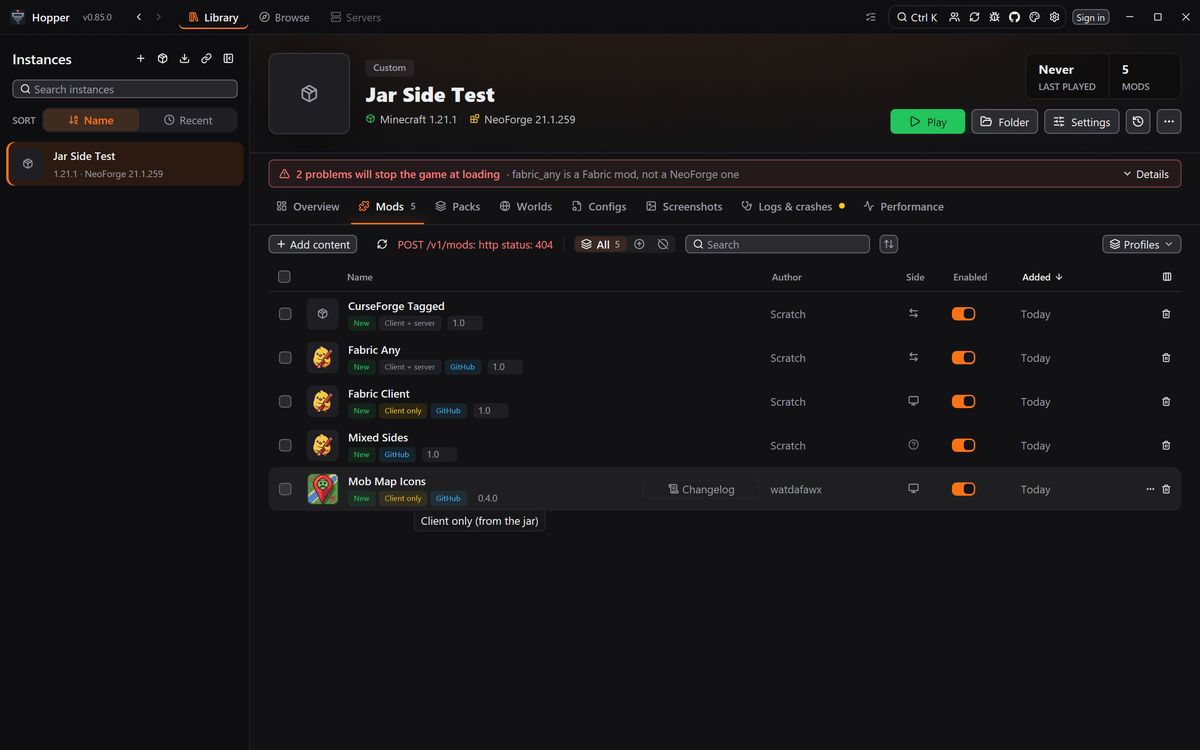 Hopper v0.85.0 Library Browse Servers Ctrl K Sign in
Instances
Search instances
SORT Name Recent
Jar Side Test
1.21.1 · NeoForge 21.1.259
Custom
Jar Side Test
Minecraft 1.21.1 NeoForge 21.1.259
Never
LAST PLAYED
5
MODS
Play Folder Settings
2 problems will stop the game at loading · fabric_any is a Fabric mod, not a NeoForge one Details
Overview Mods 5 Packs Worlds Configs Screenshots Logs & crashes Performance
Add content POST /v1/mods: http status: 404 All 5 Search Profiles
Name Author Side Enabled Added
CurseForge Tagged
New Client + server 1.0
Scratch Today
Fabric Any
New Client + server GitHub 1.0
Scratch Today
Fabric Client
New Client only GitHub 1.0
Scratch Today
Mixed Sides
New GitHub 1.0
Scratch Today
Mob Map Icons
New Client only GitHub 0.4.0
Changelog watdafawx Today
Client only (from the jar)